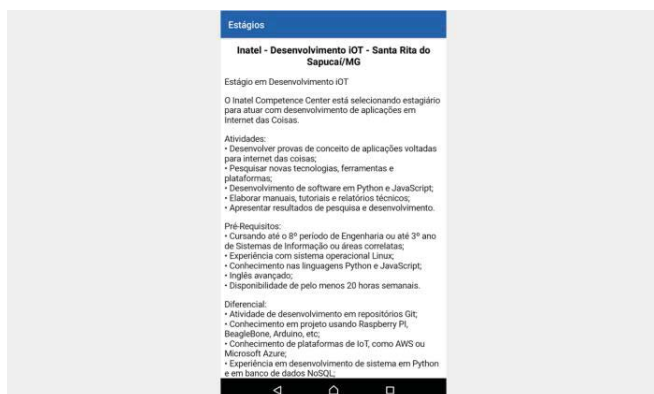 Estágios
Inatel - Desenvolvimento iOT - Santa Rita do
Sapucaí/MG
Estágio em Desenvolvimento iOT
O Inatel Competence Center está selecionando estagiário
para atuar com desenvolvimento de aplicações em
Internet das Coisas.
Atividades:
• Desenvolver provas de conceito de aplicações voltadas
para internet das coisas;
• Pesquisar novas tecnologias, ferramentas e
plataformas;
• Desenvolvimento de software em Python e JavaScript;
• Elaborar manuais, tutoriais e relatórios técnicos;
• Apresentar resultados de pesquisa e desenvolvimento.
Pré-Requisitos:
• Cursando até o 8º período de Engenharia ou até 3º ano
de Sistemas de Informação ou áreas correlatas;
• Experiência com sistema operacional Linux;
• Conhecimento nas linguagens Python e JavaScript;
• Inglês avançado;
• Disponibilidade de pelo menos 20 horas semanais.
Diferencial:
• Atividade de desenvolvimento em repositórios Git;
• Conhecimento em projeto usando Raspberry PI,
BeagleBone, Arduino, etc;
• Conhecimento de plataformas de IoT, como AWS ou
Microsoft Azure;
• Experiência em desenvolvimento de sistema em Python
e em banco de dados NoSQL;